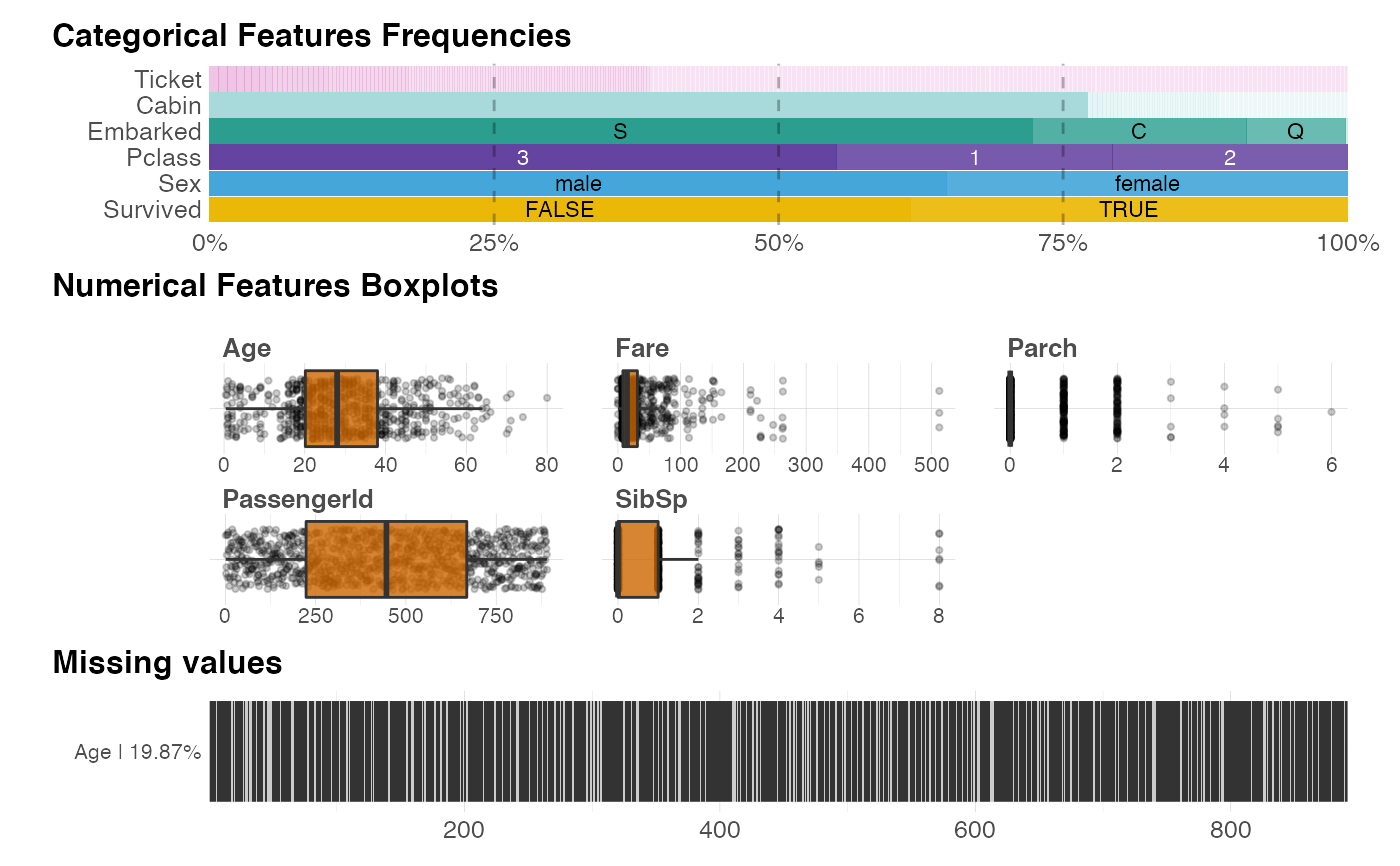 Categorical Features Frequencies
Ticket
Cabin
Embarked S C Q
Pclass 3 1 2
Sex male female
Survived FALSE TRUE
0% 25% 50% 75% 100%
Numerical Features Boxplots
Age Fare Parch
0 20 40 60 80 0 100 200 300 400 500 0 2 4 6
PassengerId SibSp
0 250 500 750 0 2 4 6 8
Missing values
Age | 19.87%
200 400 600 800